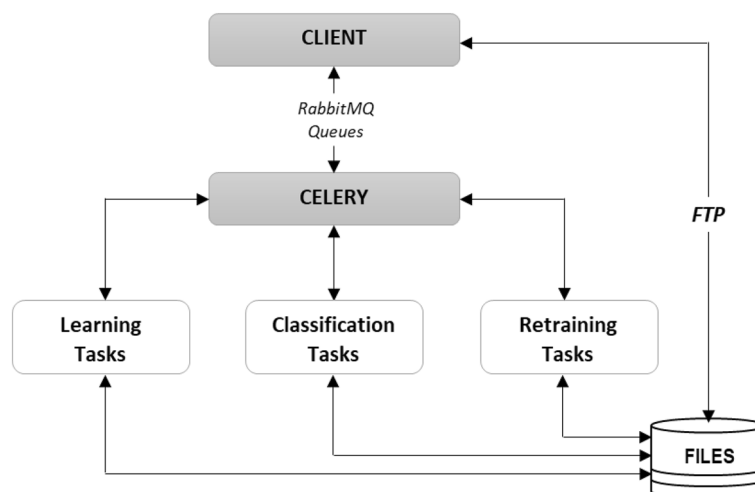 CLIENT
RabbitMQ
Queues
CELERY
FTP
Learning
Tasks
Classification
Tasks
Retraining
Tasks
FILES